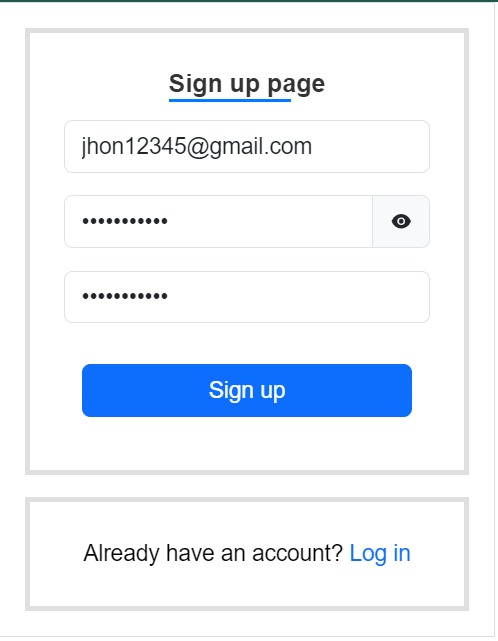 Sign up page
jhon12345@gmail.com
•••••••••••
•••••••••••
Sign up
Already have an account? Log in